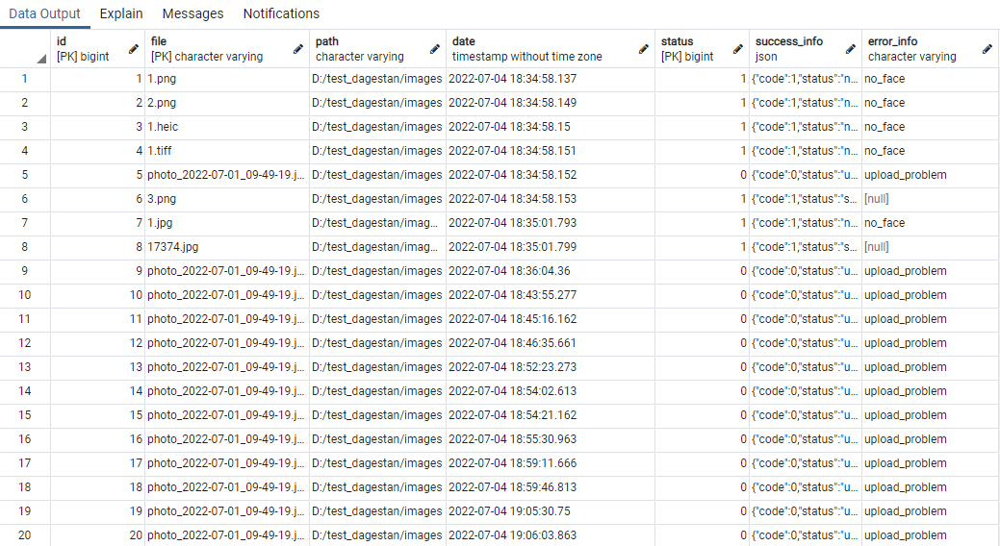 Data Output Explain Messages Notifications
id file path date status success_info error_info
[PK] bigint [PK] character varying character varying timestamp without time zone [PK] bigint json character varying
1 1 1.png D:/test_dagestan/images 2022-07-04 18:34:58.137 1 {"code":1,"status":"n... no_face
2 2 2.png D:/test_dagestan/images 2022-07-04 18:34:58.149 1 {"code":1,"status":"n... no_face
3 3 1.heic D:/test_dagestan/images 2022-07-04 18:34:58.15 1 {"code":1,"status":"n... no_face
4 4 1.tiff D:/test_dagestan/images 2022-07-04 18:34:58.151 1 {"code":1,"status":"n... no_face
5 5 photo_2022-07-01_09-49-19.j... D:/test_dagestan/images 2022-07-04 18:34:58.152 0 {"code":0,"status":"u... upload_problem
6 6 3.png D:/test_dagestan/images 2022-07-04 18:34:58.153 1 {"code":1,"status":"s... [null]
7 7 1.jpg D:/test_dagestan/imag... 2022-07-04 18:35:01.793 1 {"code":1,"status":"n... no_face
8 8 17374.jpg D:/test_dagestan/imag... 2022-07-04 18:35:01.799 1 {"code":1,"status":"s... [null]
9 9 photo_2022-07-01_09-49-19.j... D:/test_dagestan/images 2022-07-04 18:36:04.36 0 {"code":0,"status":"u... upload_problem
10 10 photo_2022-07-01_09-49-19.j... D:/test_dagestan/images 2022-07-04 18:43:55.277 0 {"code":0,"status":"u... upload_problem
11 11 photo_2022-07-01_09-49-19.j... D:/test_dagestan/images 2022-07-04 18:45:16.162 0 {"code":0,"status":"u... upload_problem
12 12 photo_2022-07-01_09-49-19.j... D:/test_dagestan/images 2022-07-04 18:46:35.661 0 {"code":0,"status":"u... upload_problem
13 13 photo_2022-07-01_09-49-19.j... D:/test_dagestan/images 2022-07-04 18:52:23.273 0 {"code":0,"status":"u... upload_problem
14 14 photo_2022-07-01_09-49-19.j... D:/test_dagestan/images 2022-07-04 18:54:02.613 0 {"code":0,"status":"u... upload_problem
15 15 photo_2022-07-01_09-49-19.j... D:/test_dagestan/images 2022-07-04 18:54:21.162 0 {"code":0,"status":"u... upload_problem
16 16 photo_2022-07-01_09-49-19.j... D:/test_dagestan/images 2022-07-04 18:55:30.963 0 {"code":0,"status":"u... upload_problem
17 17 photo_2022-07-01_09-49-19.j... D:/test_dagestan/images 2022-07-04 18:59:11.666 0 {"code":0,"status":"u... upload_problem
18 18 photo_2022-07-01_09-49-19.j... D:/test_dagestan/images 2022-07-04 18:59:46.813 0 {"code":0,"status":"u... upload_problem
19 19 photo_2022-07-01_09-49-19.j... D:/test_dagestan/images 2022-07-04 19:05:30.75 0 {"code":0,"status":"u... upload_problem
20 20 photo_2022-07-01_09-49-19.j... D:/test_dagestan/images 2022-07-04 19:06:03.863 0 {"code":0,"status":"u... upload_problem